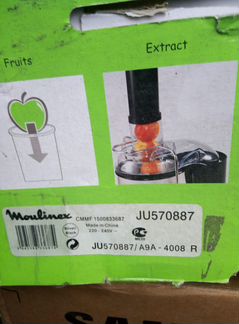 Extract
Fruits
Moulinex
CMMF 1500833687
JU570887
Made in China
220 - 240V ~
JU570887/A9A - 4008 R